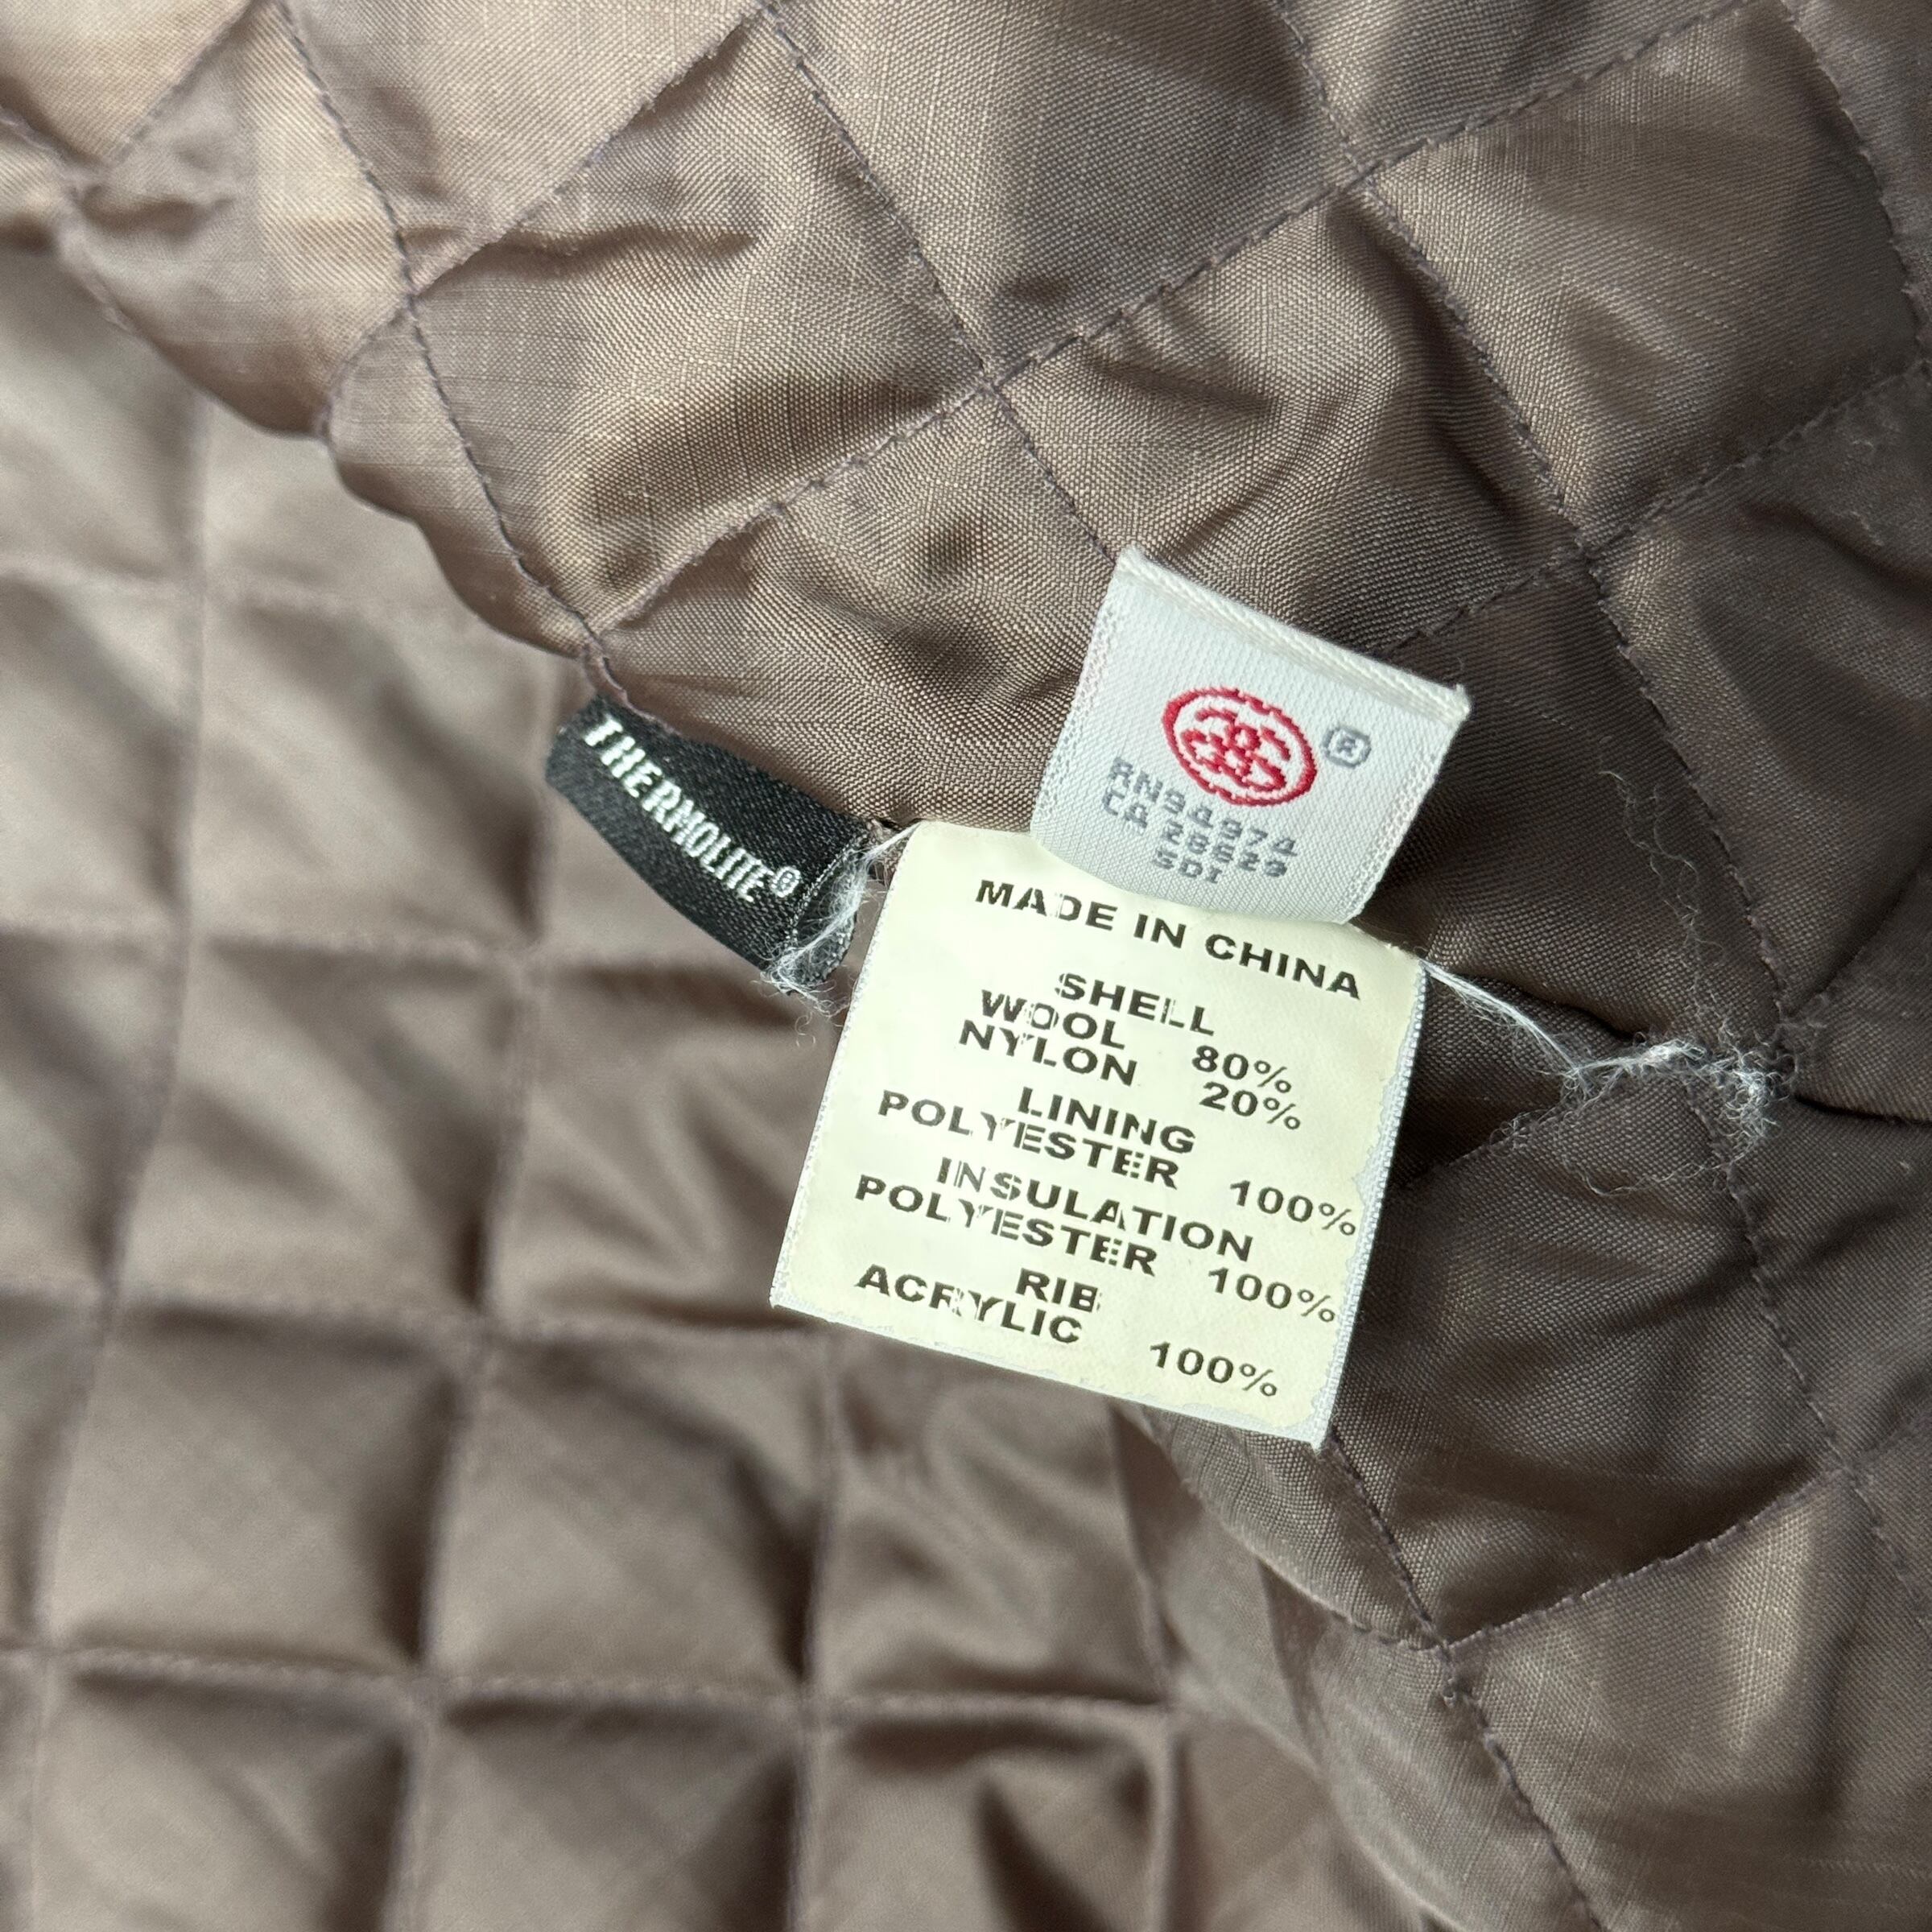 THERMOLITE®
®
RN94974
CA 28629
SDI
MADE IN CHINA
SHELL
WOOL 80%
NYLON 20%
LINING
POLYESTER 100%
INSULATION
POLYESTER 100%
RIB
ACRYLIC 100%